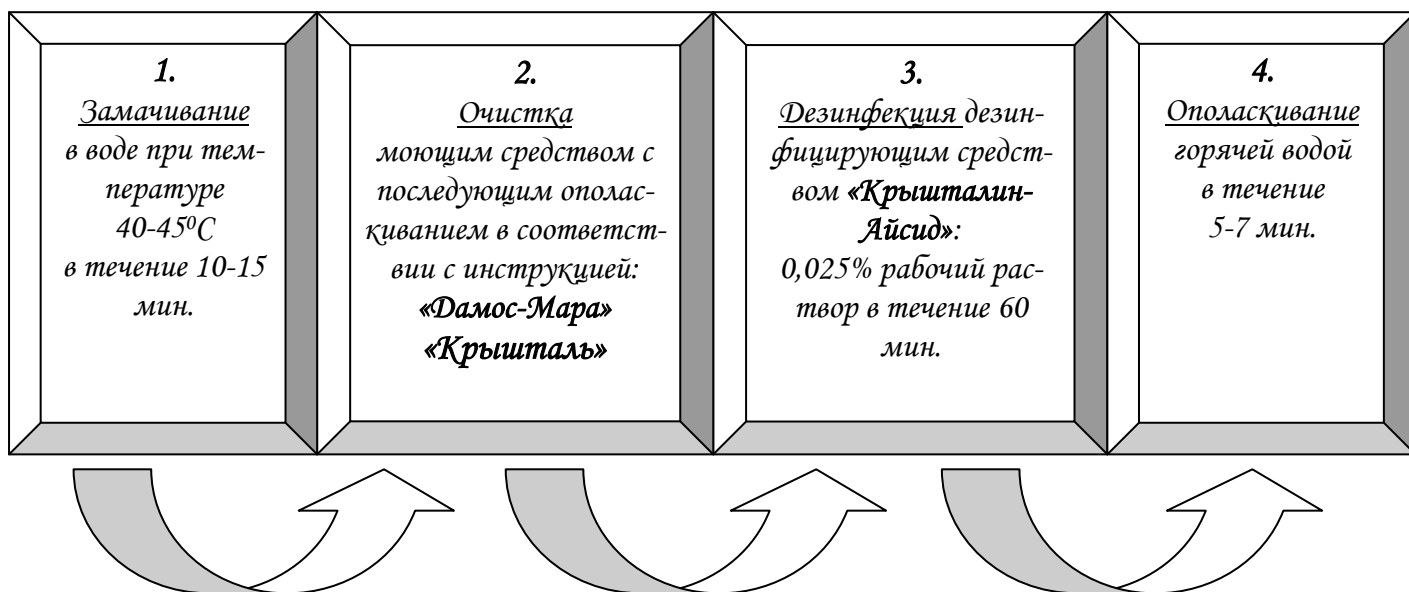 1.
Замачивание
в воде при тем-
пература
40-45⁰С
в течение 10-15
мин.
2.
Очистка
моющим средством с
последующим ополас-
киванием в соответст-
вии с инструкцией:
«Дамос-Мара»
«Крышталь»
3.
Дезинфекция дезин-
фицирующим средст-
вом «Крышталин-
Айсид»:
0,025% рабочий рас-
твор в течение 60
мин.
4.
Ополаскивание
горячей водой
в течение
5-7 мин.